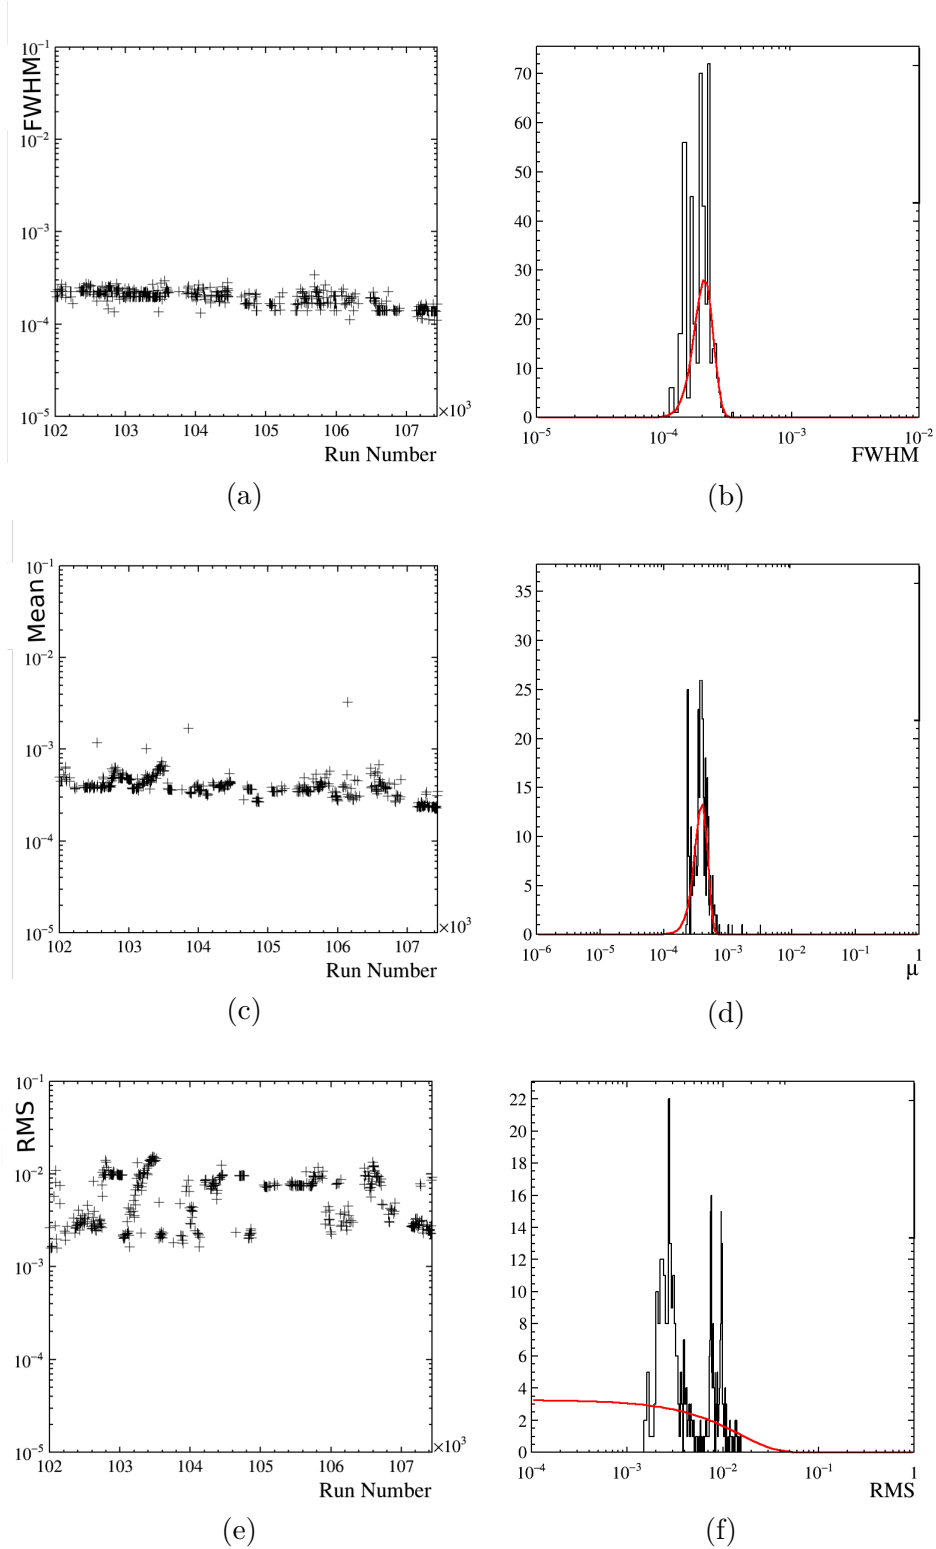 FWHM
10⁻¹
10⁻²
10⁻³
10⁻⁴
10⁻⁵
102 103 104 105 106 107 ×10³
Run Number
(a)
70
60
50
40
30
20
10
0
10⁻⁵ 10⁻⁴ 10⁻³ 10⁻²
FWHM
(b)
Mean
10⁻¹
10⁻²
10⁻³
10⁻⁴
10⁻⁵
102 103 104 105 106 107 ×10³
Run Number
(c)
35
30
25
20
15
10
5
0
10⁻⁶ 10⁻⁵ 10⁻⁴ 10⁻³ 10⁻² 10⁻¹ 1
μ
(d)
RMS
10⁻¹
10⁻²
10⁻³
10⁻⁴
10⁻⁵
102 103 104 105 106 107 ×10³
Run Number
(e)
22
20
18
16
14
12
10
8
6
4
2
0
10⁻⁴ 10⁻³ 10⁻² 10⁻¹ 1
RMS
(f)